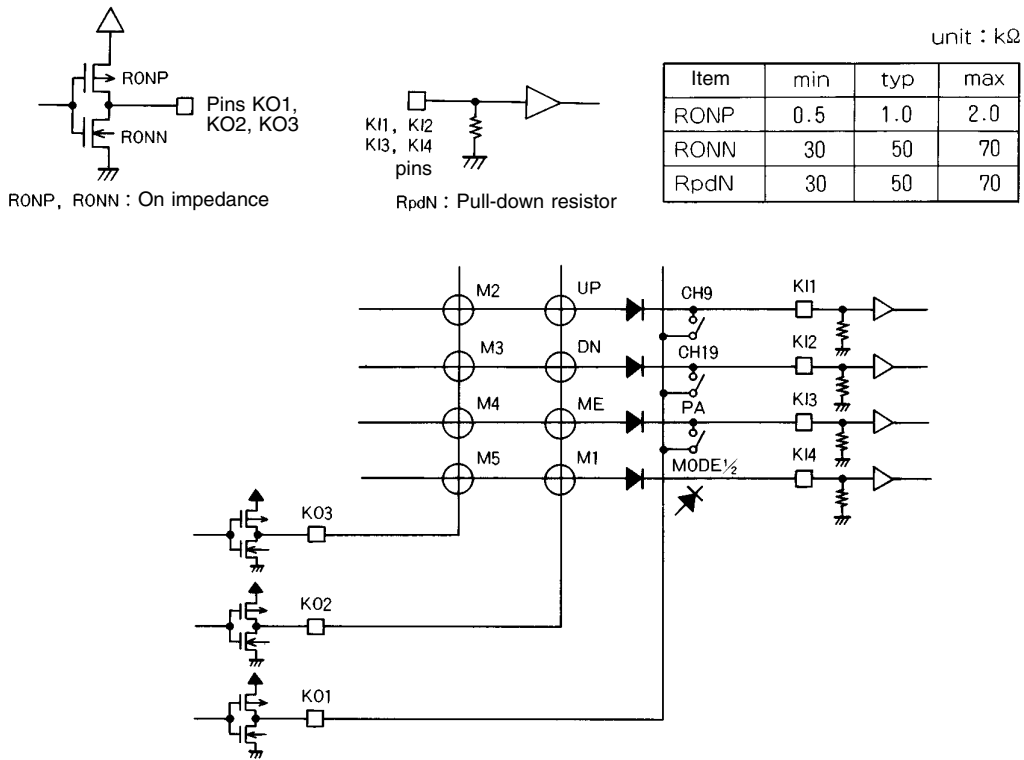 unit : kΩ
RONP
Pins KO1,
KO2, KO3
RONN
RONP, RONN : On impedance
KI1, KI2
KI3, KI4
pins
RpdN : Pull-down resistor
Item min typ max
RONP 0.5 1.0 2.0
RONN 30 50 70
RpdN 30 50 70
M2 UP CH9 KI1
M3 DN CH19 KI2
M4 ME PA KI3
M5 M1 MODE½ KI4
KO3
KO2
KO1